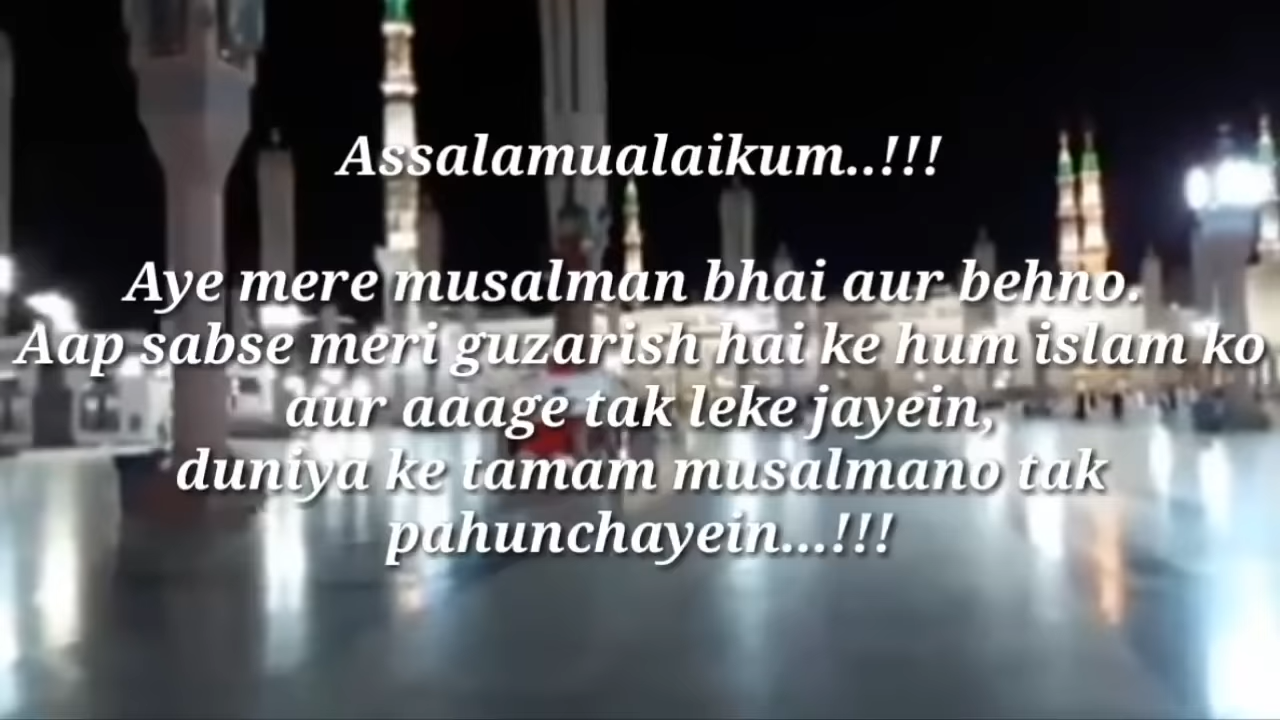 Assalamualaikum..!!!
Aye mere musalman bhai aur behno.
Aap sabse meri guzarish hai ke hum islam ko
aur aaage tak leke jayein,
duniya ke tamam musalmano tak
pahunchayein...!!!